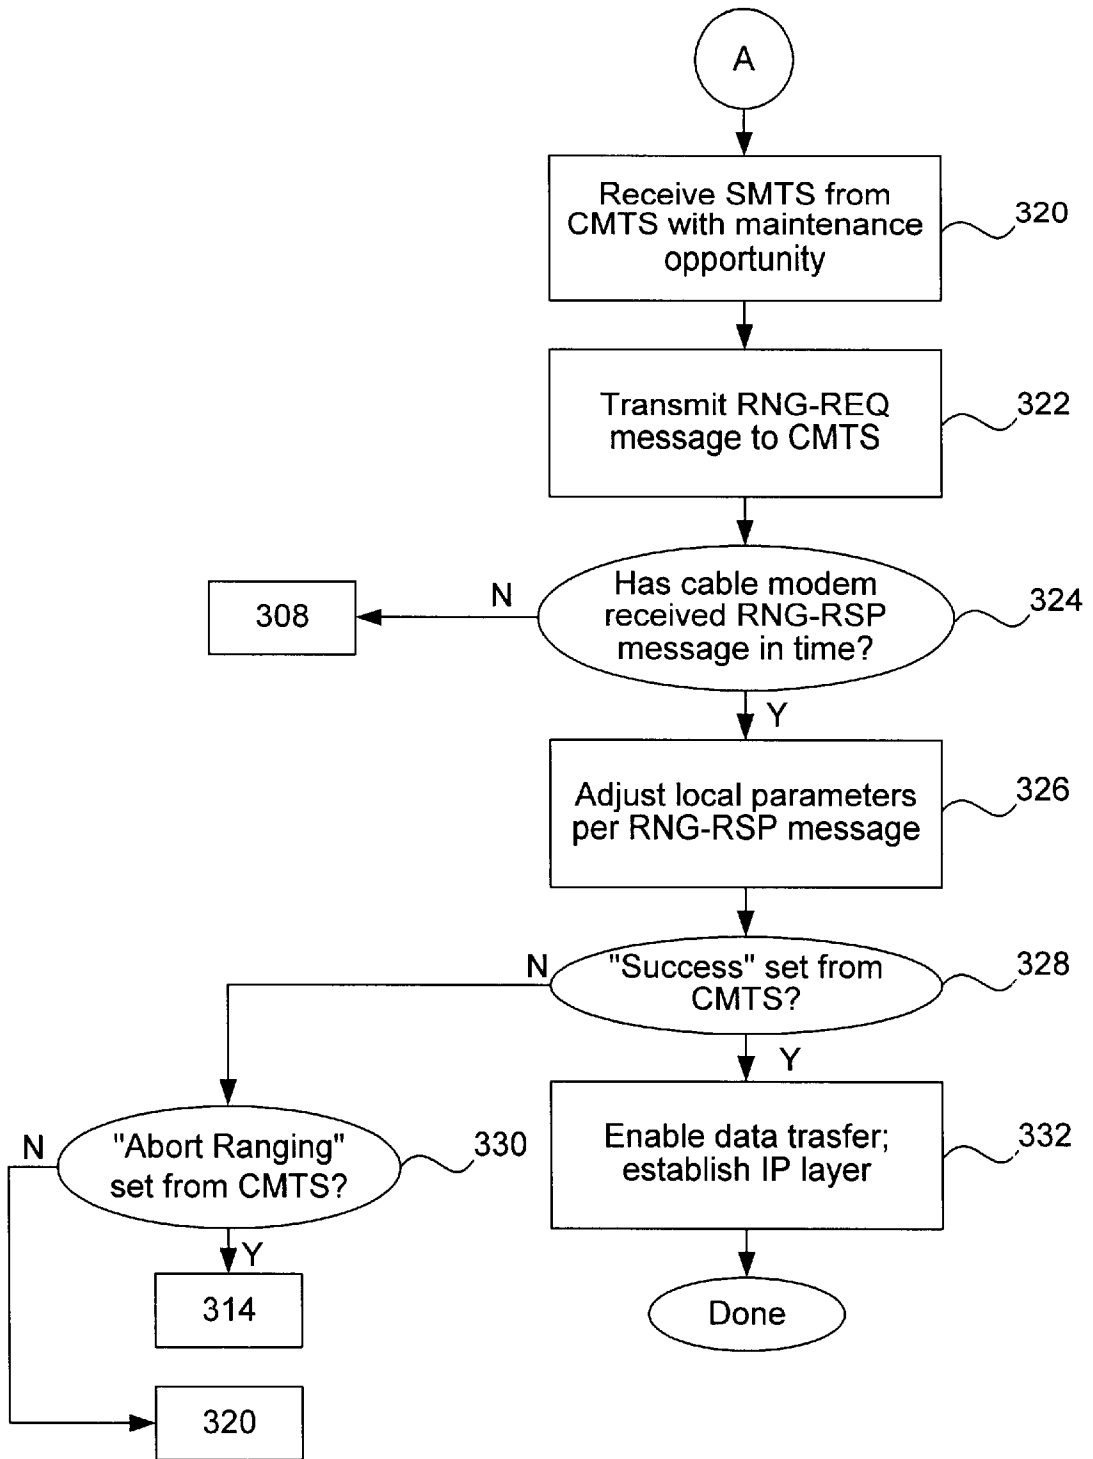 A
Receive SMTS from
CMTS with maintenance
opportunity
320
Transmit RNG-REQ
message to CMTS
322
Has cable modem
received RNG-RSP
message in time?
324
N
308
Y
Adjust local parameters
per RNG-RSP message
326
"Success" set from
CMTS?
328
N
Y
"Abort Ranging"
set from CMTS?
330
N
Y
314
320
Enable data trasfer;
establish IP layer
332
Done